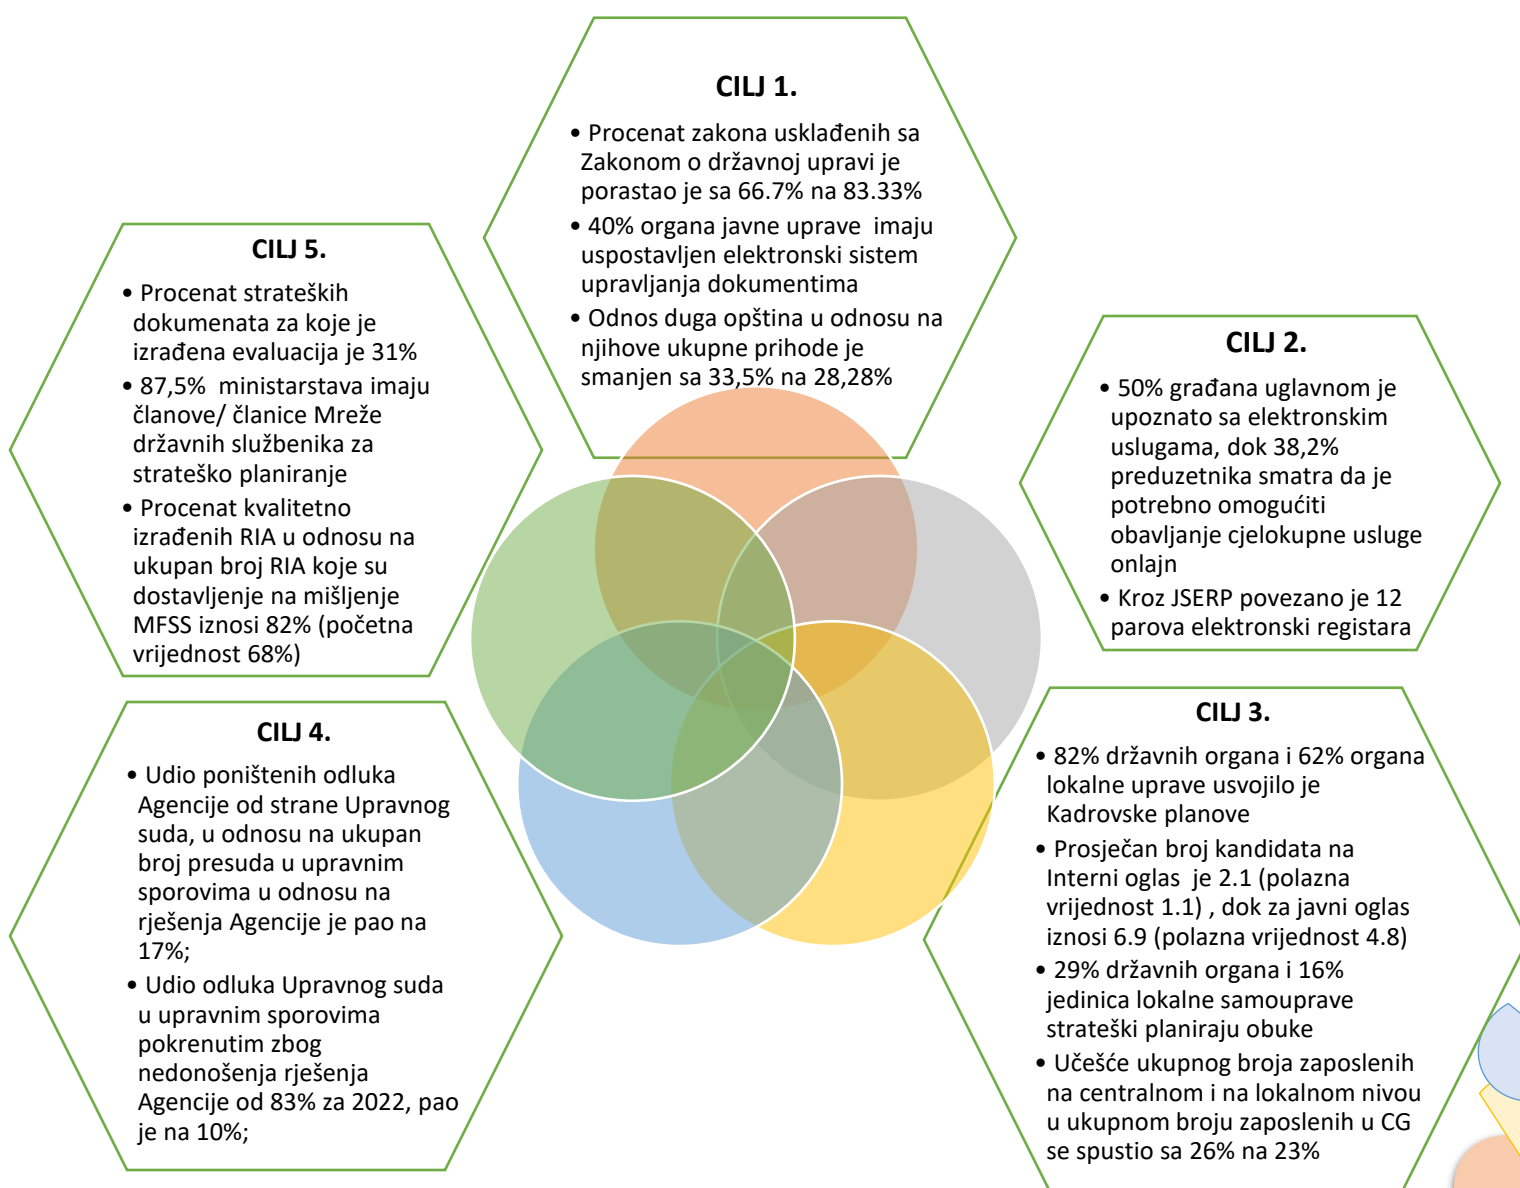 CILJ 1.
• Procenat zakona usklađenih sa
Zakonom o državnoj upravi je
porastao je sa 66.7% na 83.33%
• 40% organa javne uprave  imaju
uspostavljen elektronski sistem
upravljanja dokumentima
• Odnos duga opština u odnosu na
njihove ukupne prihode je
smanjen sa 33,5% na 28,28%
CILJ 2.
• 50% građana uglavnom je
upoznato sa elektronskim
uslugama, dok 38,2%
preduzetnika smatra da je
potrebno omogućiti
obavljanje cjelokupne usluge
onlajn
• Kroz JSERP povezano je 12
parova elektronski registara
CILJ 3.
• 82% državnih organa i 62% organa
lokalne uprave usvojilo je
Kadrovske planove
• Prosječan broj kandidata na
Interni oglas  je 2.1 (polazna
vrijednost 1.1) , dok za javni oglas
iznosi 6.9 (polazna vrijednost 4.8)
• 29% državnih organa i 16%
jedinica lokalne samouprave
strateški planiraju obuke
• Učešće ukupnog broja zaposlenih
na centralnom i na lokalnom nivou
u ukupnom broju zaposlenih u CG
se spustio sa 26% na 23%
CILJ 4.
• Udio poništenih odluka
Agencije od strane Upravnog
suda, u odnosu na ukupan
broj presuda u upravnim
sporovima u odnosu na
rješenja Agencije je pao na
17%;
• Udio odluka Upravnog suda
u upravnim sporovima
pokrenutim zbog
nedonošenja rješenja
Agencije od 83% za 2022, pao
je na 10%;
CILJ 5.
• Procenat strateških
dokumenata za koje je
izrađena evaluacija je 31%
• 87,5%  ministarstava imaju
članove/ članice Mreže
državnih službenika za
strateško planiranje
• Procenat kvalitetno
izrađenih RIA u odnosu na
ukupan broj RIA koje su
dostavljenje na mišljenje
MFSS iznosi 82% (početna
vrijednost 68%)